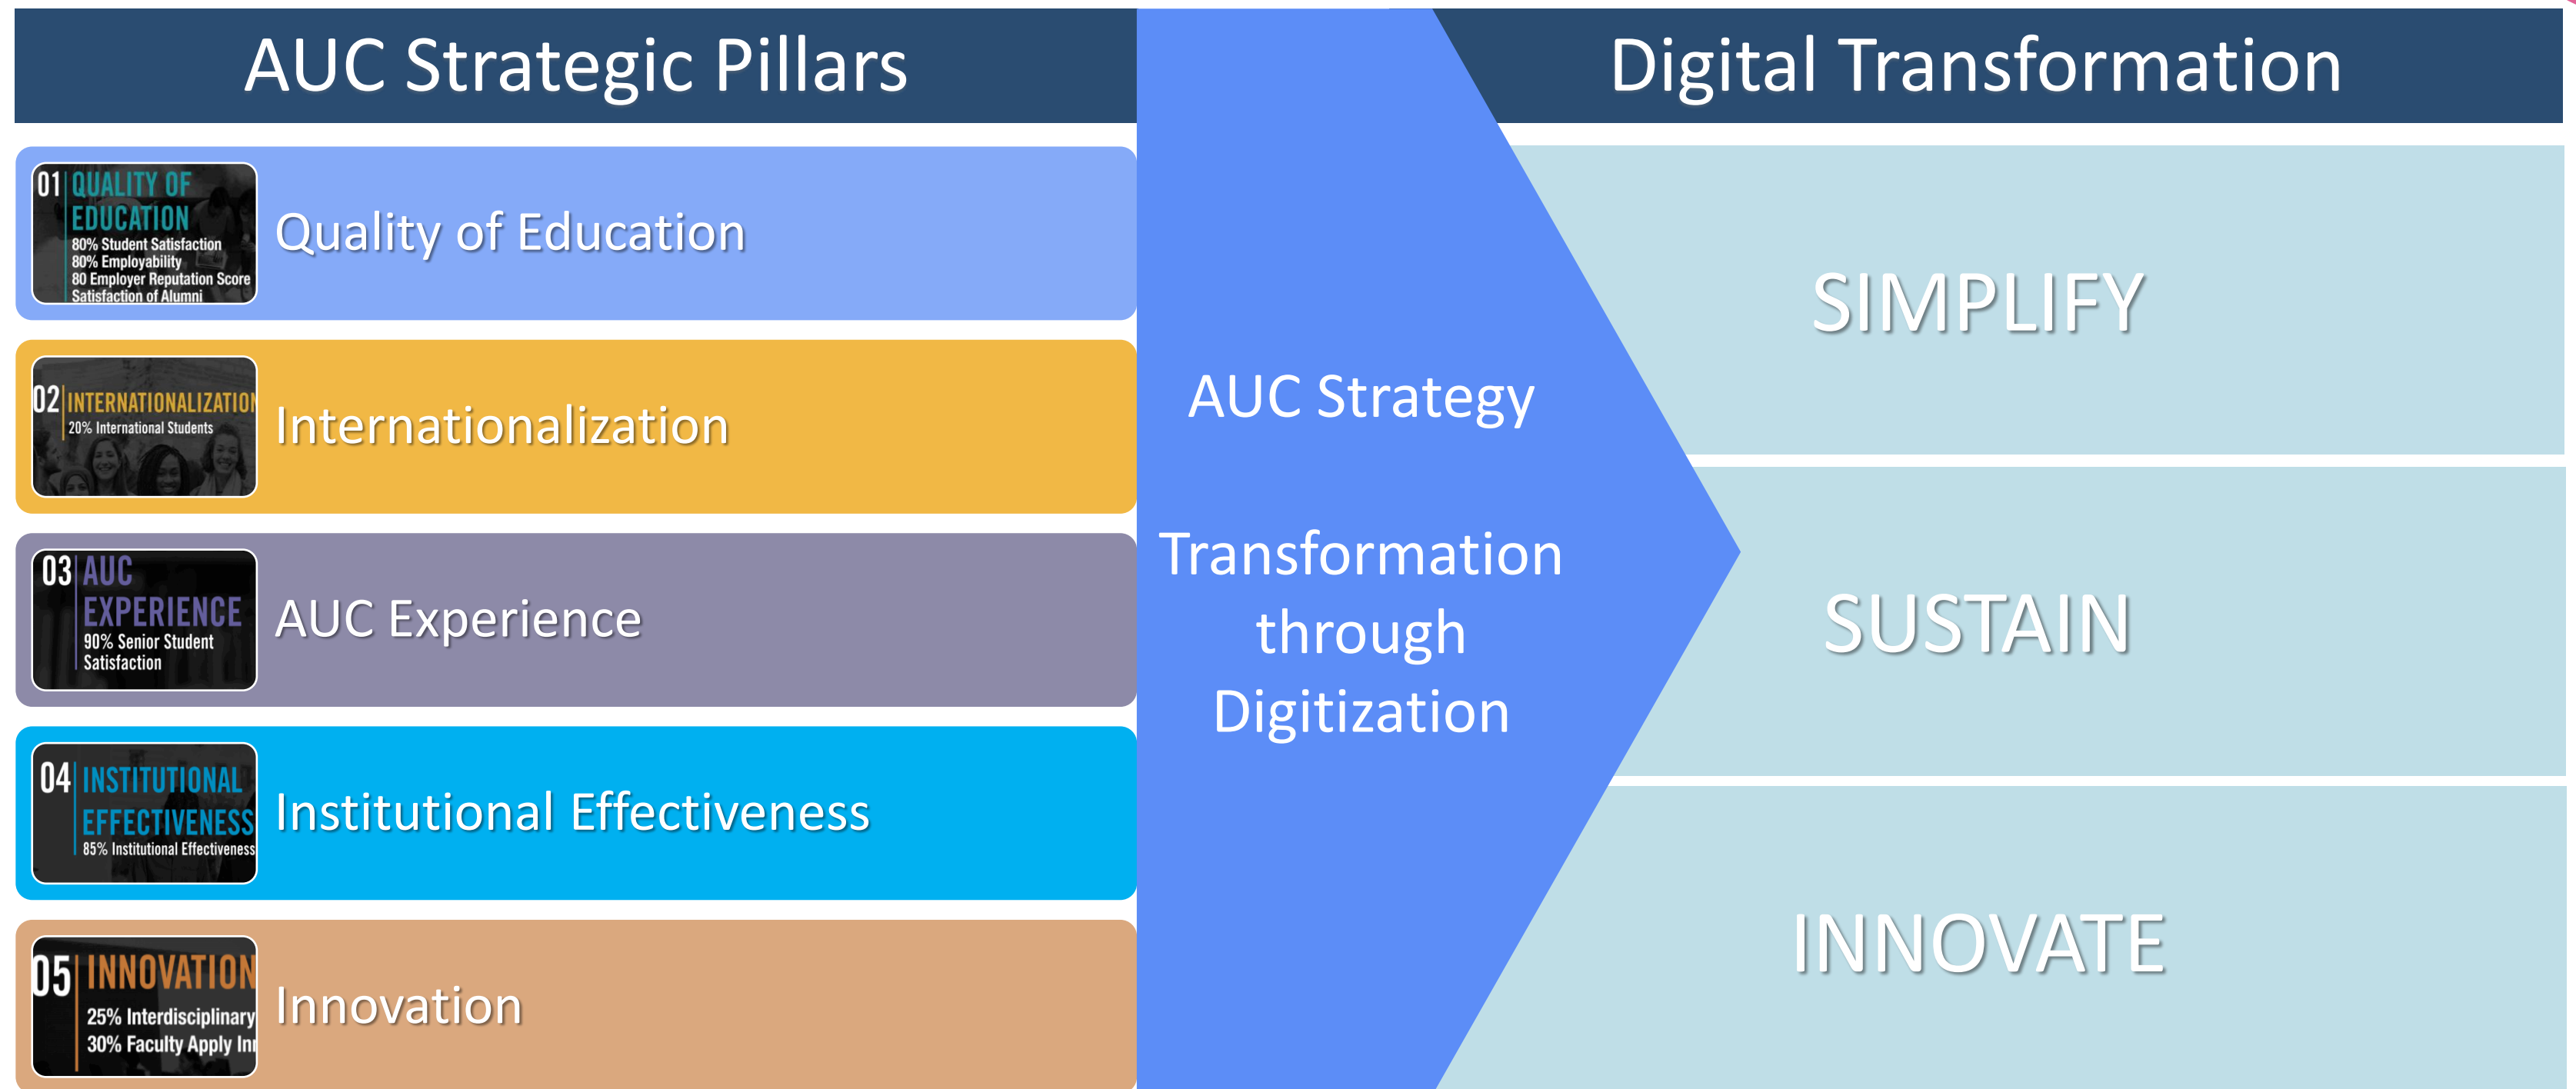 AUC Strategic Pillars
Digital Transformation
01 QUALITY OF
EDUCATION
80% Student Satisfaction
80% Employability
80 Employer Reputation Score
Satisfaction of Alumni
Quality of Education
02 INTERNATIONALIZATION
20% International Students
Internationalization
03 AUC
EXPERIENCE
90% Senior Student
Satisfaction
AUC Experience
04 INSTITUTIONAL
EFFECTIVENESS
85% Institutional Effectiveness
Institutional Effectiveness
05 INNOVATION
25% Interdisciplinary
30% Faculty Apply
Innovation
AUC Strategy
Transformation
through
Digitization
SIMPLIFY
SUSTAIN
INNOVATE